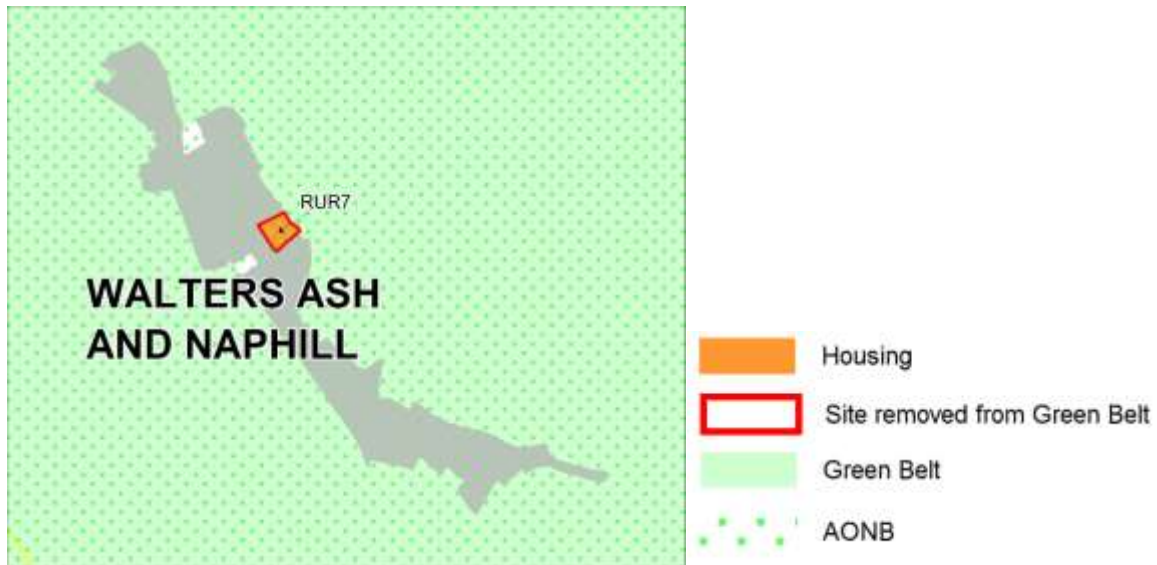 RUR7
WALTERS ASH
AND NAPHILL
Housing
Site removed from Green Belt
Green Belt
AONB